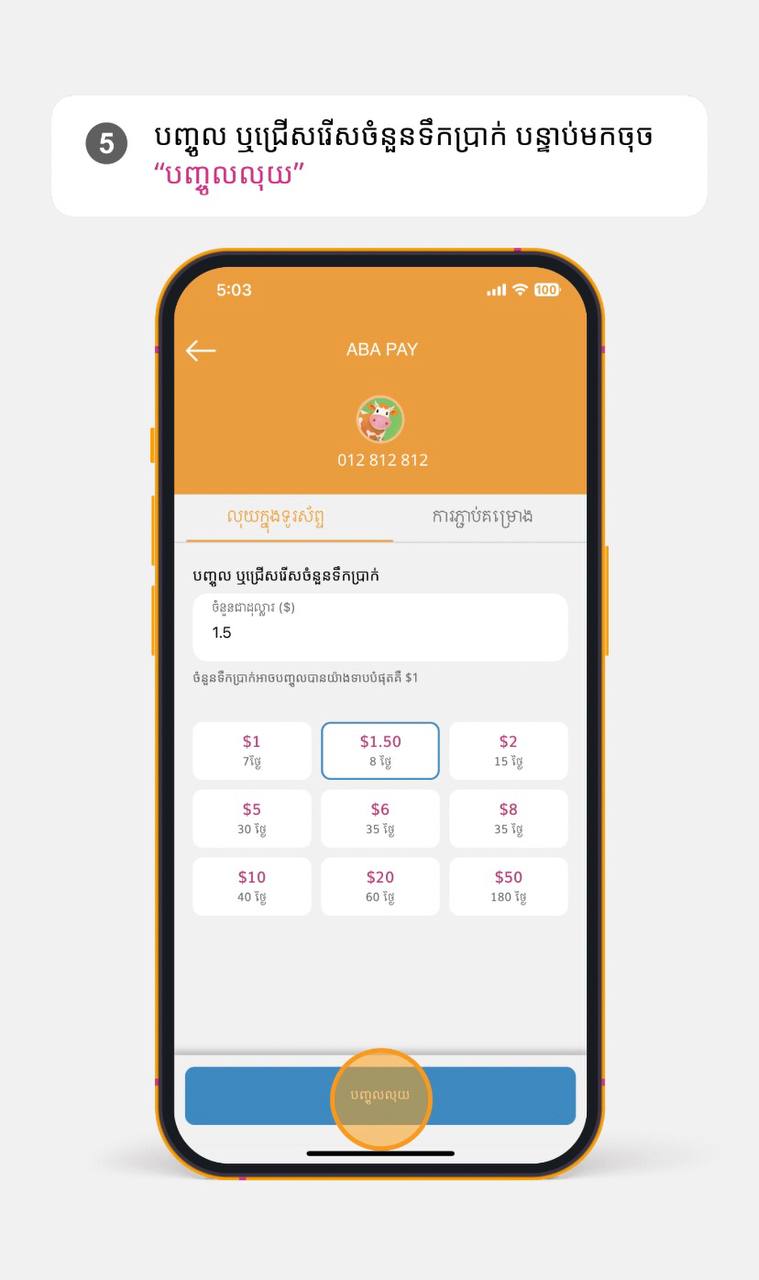 5
បញ្ចូល ឬជ្រើសរើសចំនួនទឹកប្រាក់ បន្ទាប់មកចុច
“បញ្ចូលលុយ”
5:03
100
ABA PAY
012 812 812
លុយក្នុងទូរស័ព្ទ
ការភ្ជាប់គម្រោង
បញ្ចូល ឬជ្រើសរើសចំនួនទឹកប្រាក់
ចំនួនជាដុល្លារ ($)
1.5
ចំនួនទឹកប្រាក់អាចបញ្ចូលបានយ៉ាងទាបបំផុតគឺ $1
$1
7ថ្ងៃ
$1.50
8 ថ្ងៃ
$2
15 ថ្ងៃ
$5
30 ថ្ងៃ
$6
35 ថ្ងៃ
$8
35 ថ្ងៃ
$10
40 ថ្ងៃ
$20
60 ថ្ងៃ
$50
180 ថ្ងៃ
បញ្ចូលលុយ